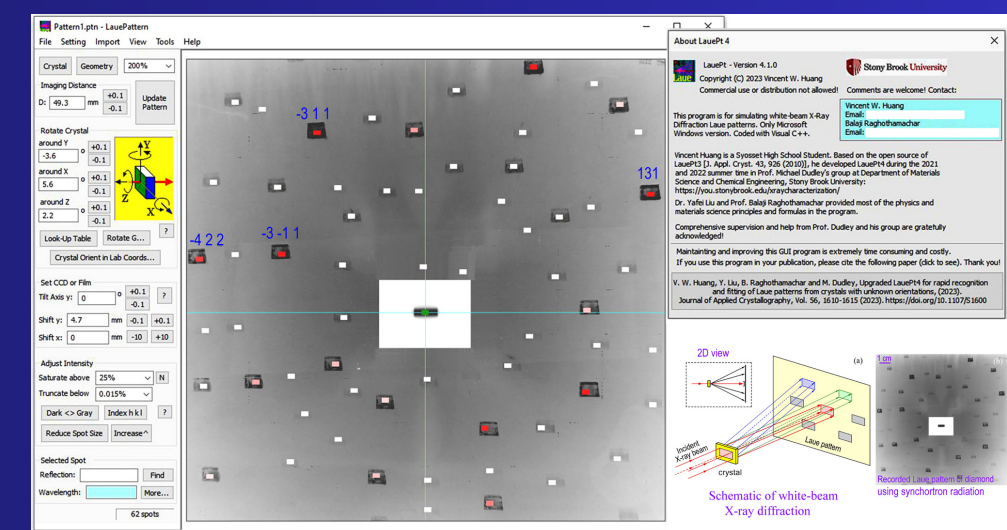 Pattern1.ptn - LauePattern
File Setting Import View Tools Help
Crystal Geometry 200%
Imaging Distance
D: 49.3 mm +0.1 -0.1 Update Pattern
Rotate Crystal
around Y
-3.6 o +0.1 -0.1
around X
5.6 o +0.1 -0.1
around Z
2.2 o +0.1 -0.1
Y
Z
X
?
Look-Up Table Rotate G...
Crystal Orient in Lab Coords...
Set CCD or Film
Tilt Axis y: 0 o +0.1 -0.1 ?
Shift y: 4.7 mm -0.1 +0.1
Shift x: 0 mm -10 +10
Adjust Intensity
Saturate above 25% N
Truncate below 0.015%
Dark <> Gray Index h k l ?
Reduce Spot Size Increase^
Selected Spot
Reflection: Find
Wavelength: More...
62 spots
-3 1 1
131
-4 2 2
-3 -1 1
About LauePt 4
Laue
LauePt - Version 4.1.0
Stony Brook University
Copyright (C) 2023 Vincent W. Huang
Commercial use or distribution not allowed! Comments are welcome! Contact:
Vincent W. Huang
Email:
Balaji Raghothamachar
Email:
This program is for simulating white-beam X-Ray
Diffraction Laue patterns. Only Microsoft
Windows version. Coded with Visual C++.
Vincent Huang is a Syosset High School Student. Based on the open source of
LauePt3 [J. Appl. Cryst. 43, 926 (2010)], he developed LauePt4 during the 2021
and 2022 summer time in Prof. Michael Dudley's group at Department of Materials
Science and Chemical Engineering, Stony Brook University:
https://you.stonybrook.edu/xraycharacterization/
Dr. Yafei Liu and Prof. Balaji Raghothamachar provided most of the physics and
materials science principles and formulas in the program.
Comprehensive supervision and help from Prof. Dudley and his group are gratefully
acknowledged!
Maintainting and improving this GUI program is extremely time consuming and costly.
If you use this program in your publication, please cite the following paper (click to see). Thank you!
V. W. Huang, Y. Liu, B. Raghothamachar and M. Dudley, Upgraded LauePt4 for rapid recognition
and fitting of Laue patterns from crystals with unknown orientations, (2023).
Journal of Applied Crystallography, Vol. 56, 1610-1615 (2023). https://doi.org/10.1107/S1600
2D view
(a)
Incident
X-ray beam
crystal
Laue pattern
Schematic of white-beam
X-ray diffraction
1 cm
(b)
Recorded Laue pattern of diamond
using synchortron radiation